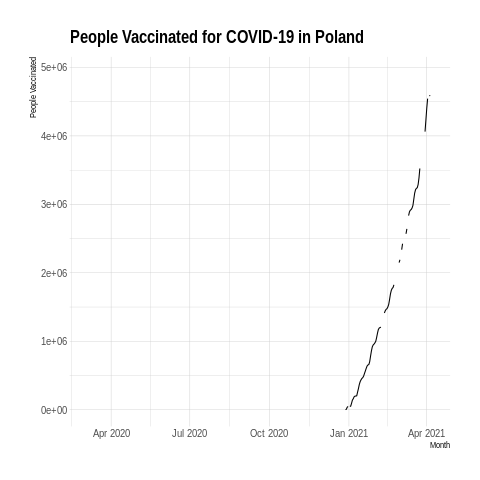 People Vaccinated for COVID-19 in Poland
People Vaccinated
5e+06
4e+06
3e+06
2e+06
1e+06
0e+00
Apr 2020 Jul 2020 Oct 2020 Jan 2021 Apr 2021
Month